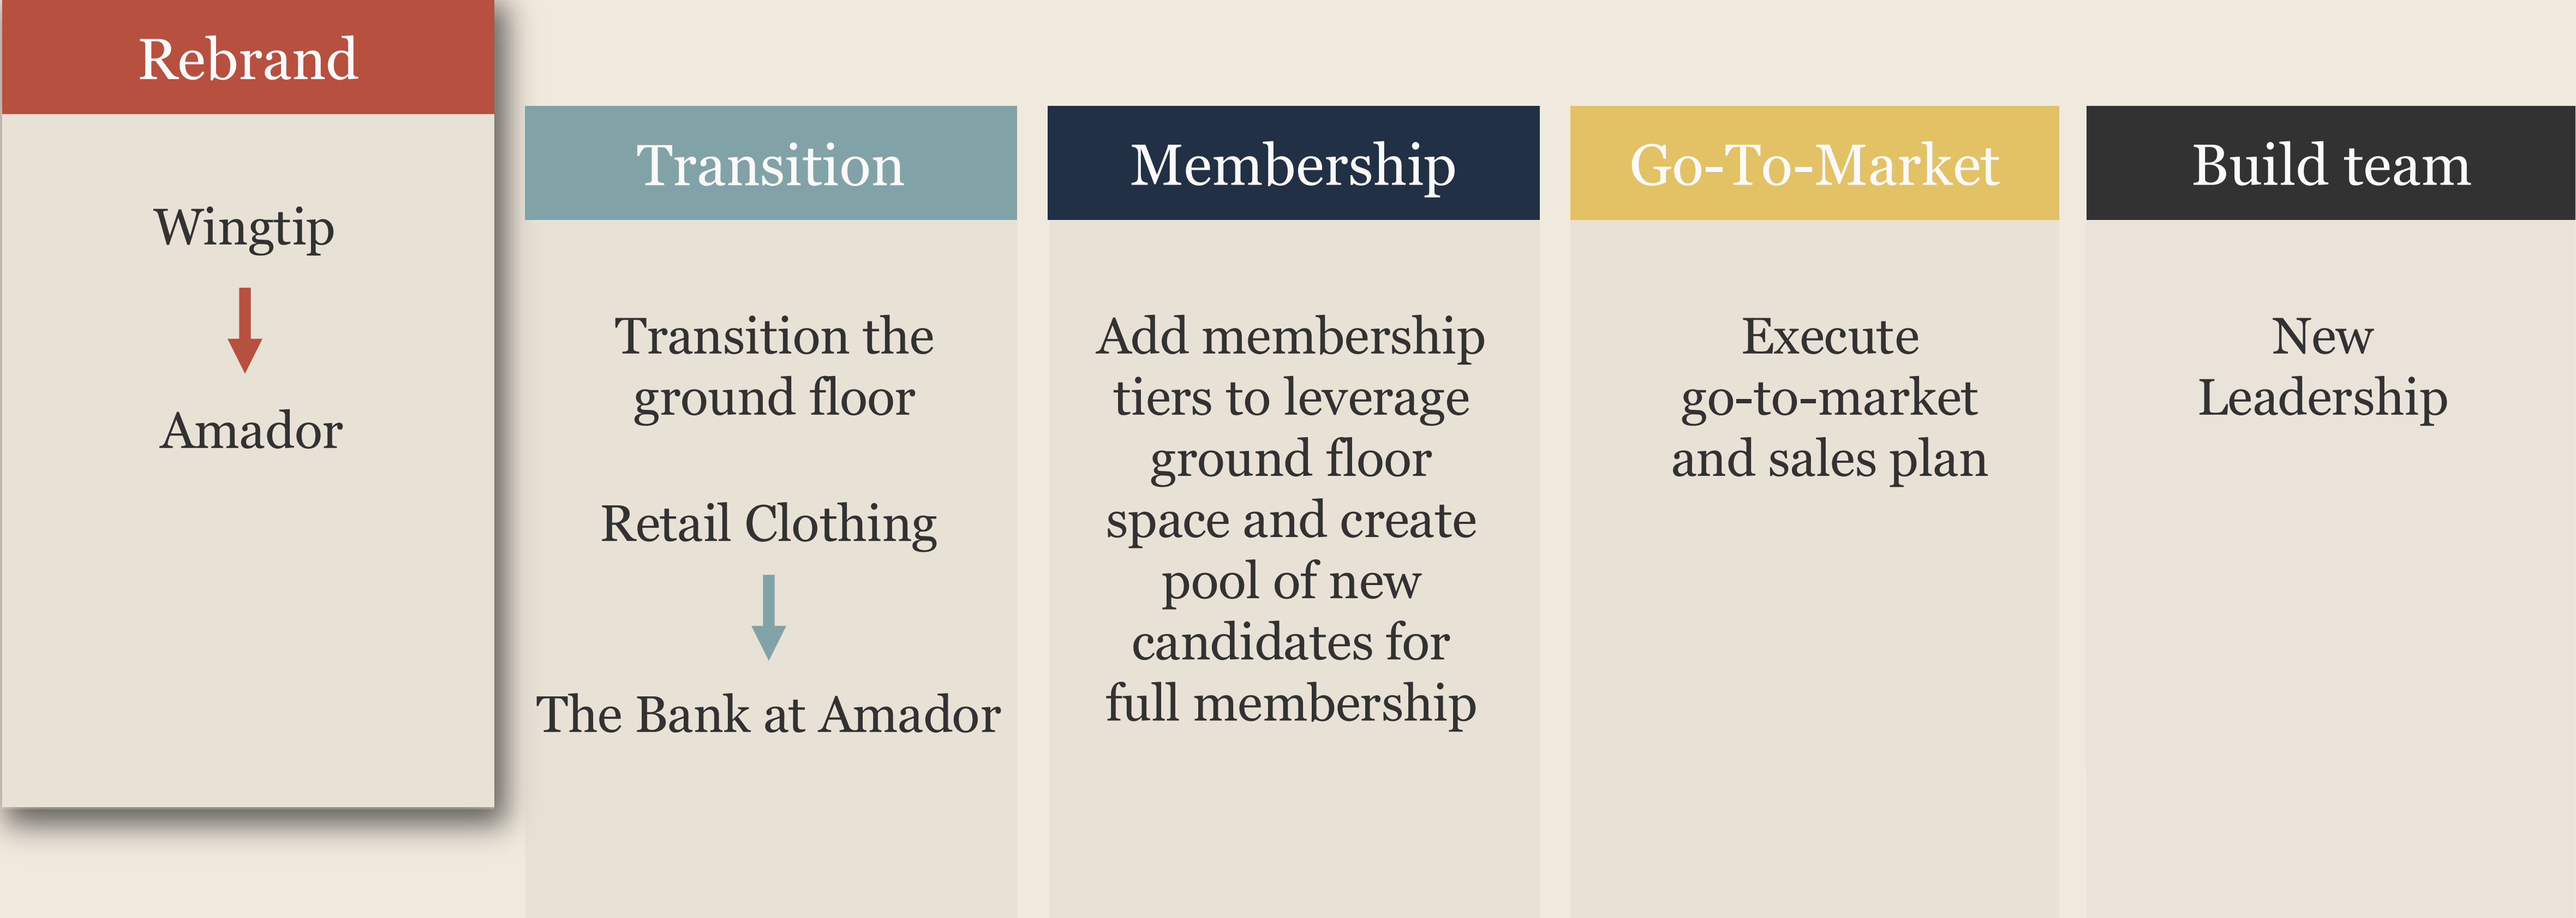 Rebrand
Wingtip
Amador
Transition
Transition the
ground floor
Retail Clothing
The Bank at Amador
Membership
Add membership
tiers to leverage
ground floor
space and create
pool of new
candidates for
full membership
Go-To-Market
Execute
go-to-market
and sales plan
Build team
New
Leadership